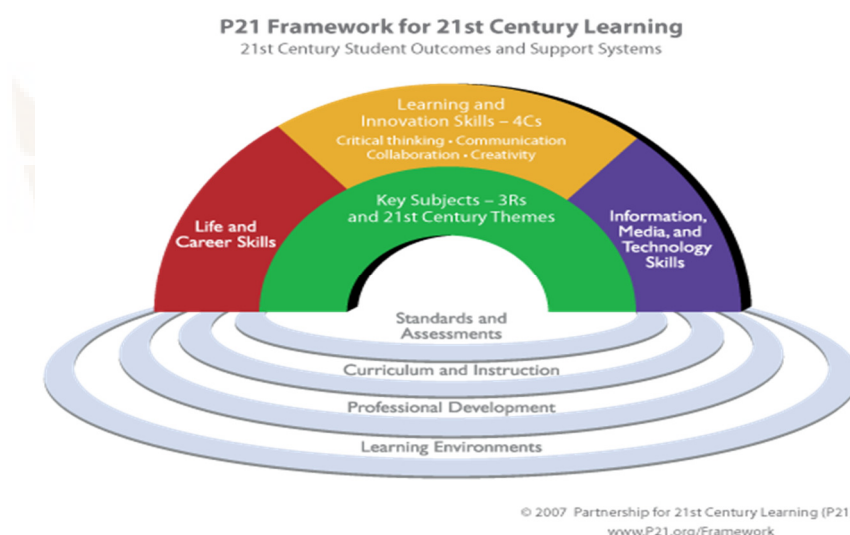 P21 Framework for 21st Century Learning
21st Century Student Outcomes and Support Systems
Learning and
Innovation Skills – 4Cs
Critical thinking • Communication
Collaboration • Creativity
Key Subjects – 3Rs
and 21st Century Themes
Life and
Career Skills
Information,
Media, and
Technology
Skills
Standards and
Assessments
Curriculum and Instruction
Professional Development
Learning Environments
© 2007 Partnership for 21st Century Learning (P21
www.P21.org/Framework